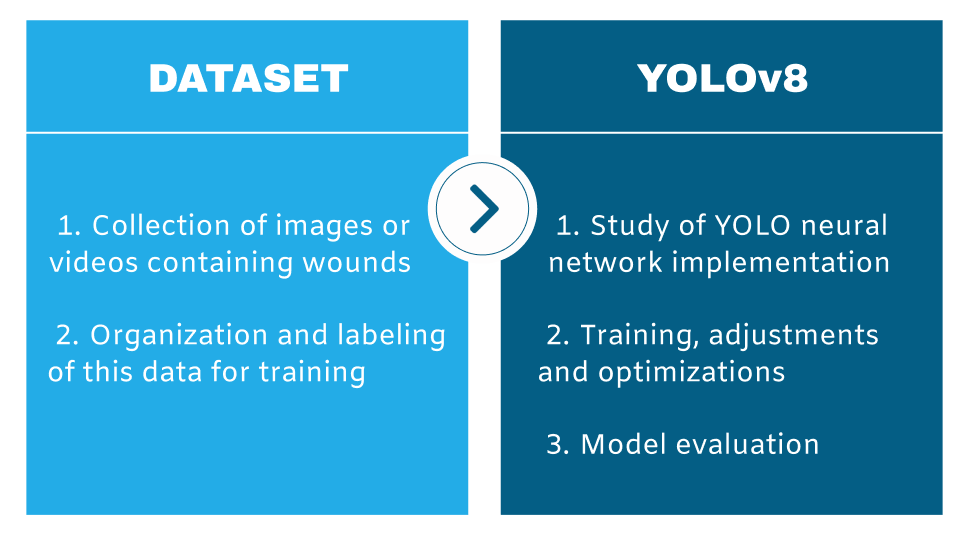 DATASET
1. Collection of images or
videos containing wounds
2. Organization and labeling
of this data for training
YOLOv8
1. Study of YOLO neural
network implementation
2. Training, adjustments
and optimizations
3. Model evaluation